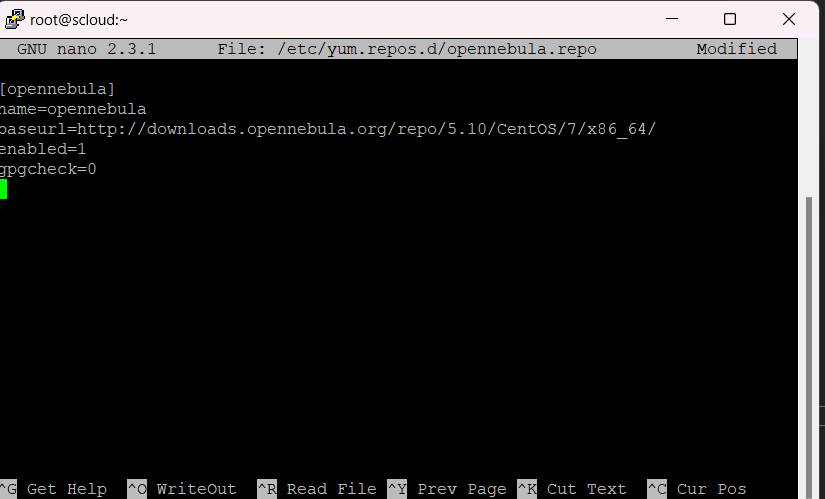 root@scloud:~
GNU nano 2.3.1 File: /etc/yum.repos.d/opennebula.repo Modified
[opennebula]
name=opennebula
baseurl=http://downloads.opennebula.org/repo/5.10/CentOS/7/x86_64/
enabled=1
gpgcheck=0
^G Get Help ^O WriteOut ^R Read File ^Y Prev Page ^K Cut Text ^C Cur Pos